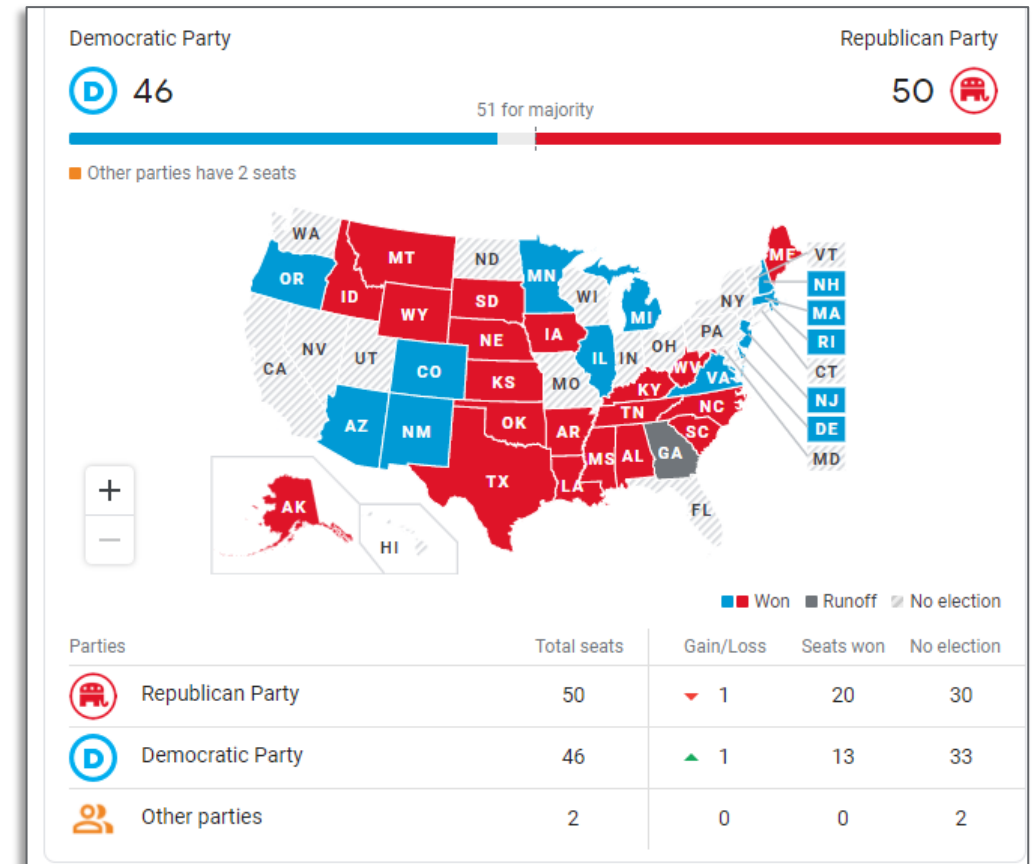 Democratic Party Republican Party
D 46 50
51 for majority
Other parties have 2 seats
WA
MT ND MN ME VT
OR ID SD WI MI NY NH
WY MA
NE IA PA RI
NV UT IL IN OH CT
CA CO KS MO WV VA NJ
KY
AZ NM OK AR TN NC DE
SC
TX MS AL GA MD
LA
AK FL
HI
+
−
Won Runoff No election
Parties Total seats Gain/Loss Seats won No election
Republican Party 50 1 20 30
D Democratic Party 46 1 13 33
Other parties 2 0 0 2